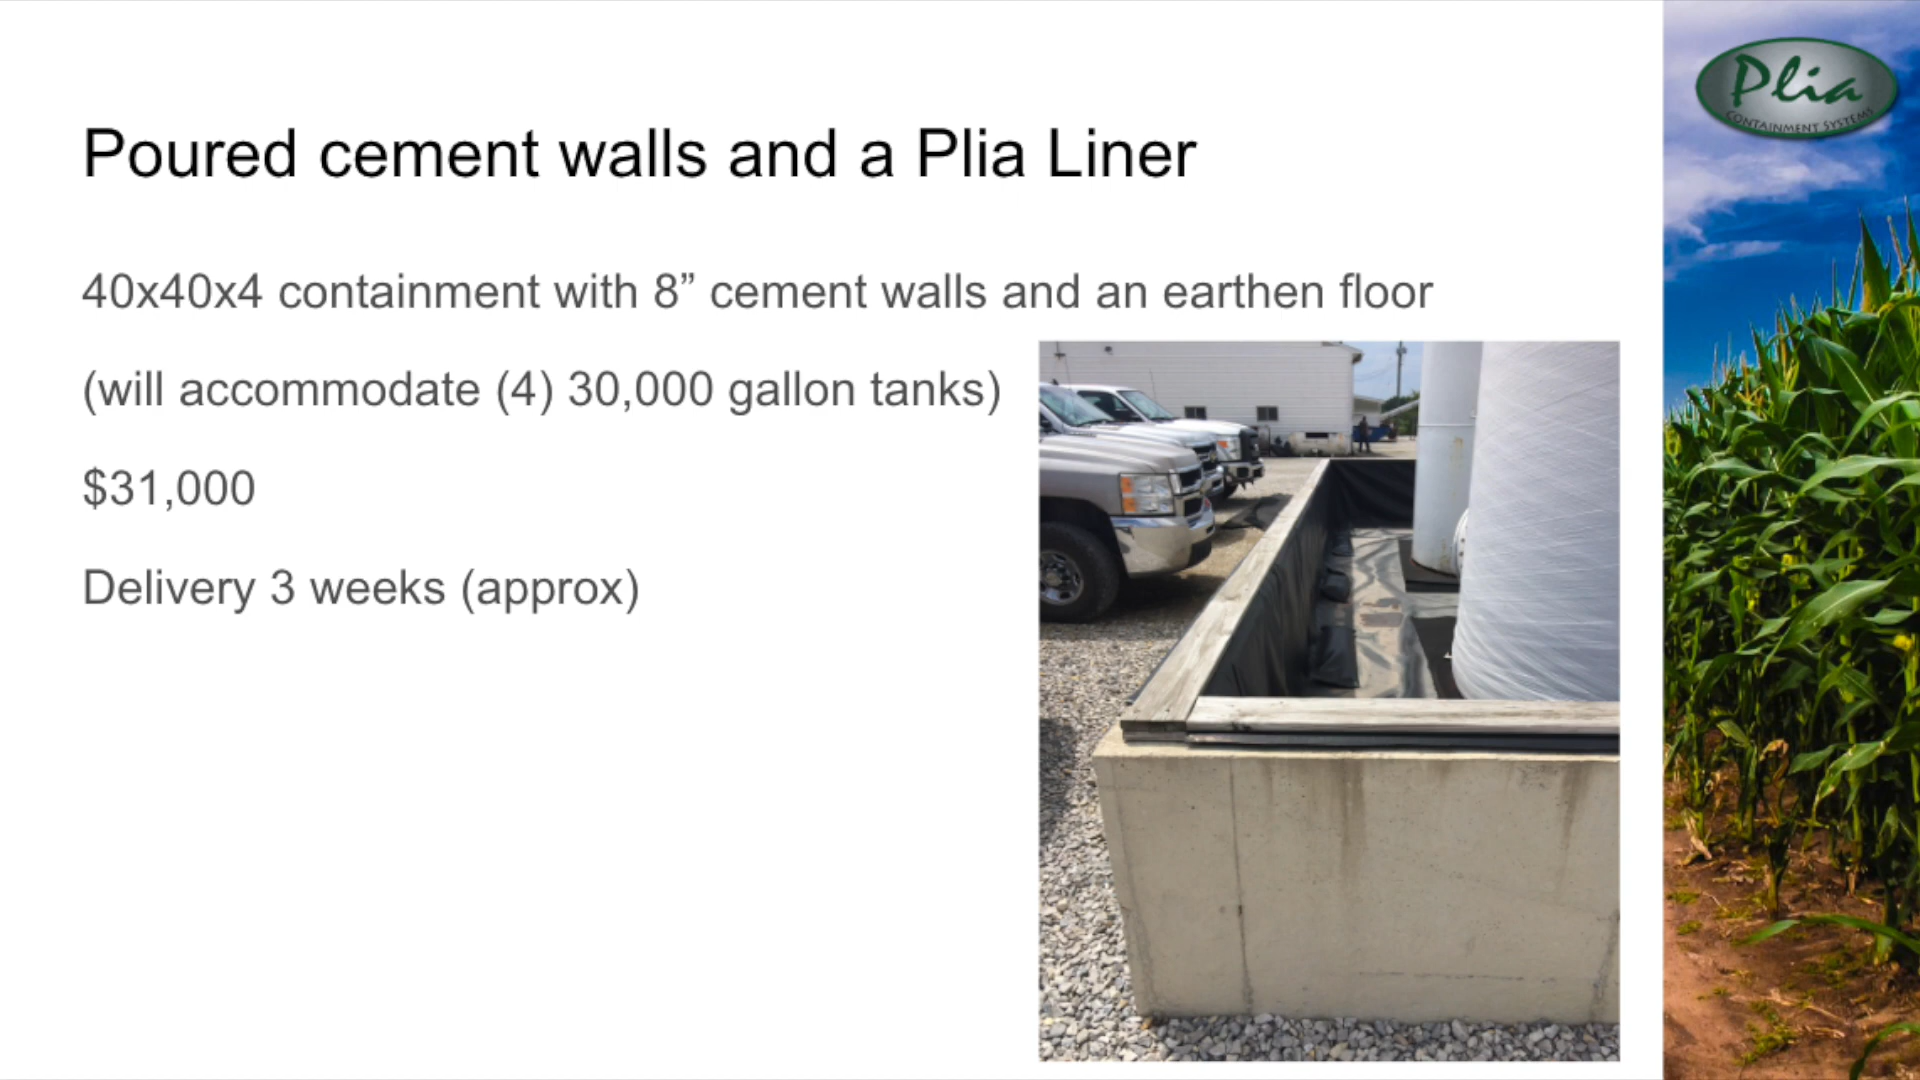 Plia
CONTAINMENT SYSTEMS
Poured cement walls and a Plia Liner
40x40x4 containment with 8” cement walls and an earthen floor
(will accommodate (4) 30,000 gallon tanks)
$31,000
Delivery 3 weeks (approx)